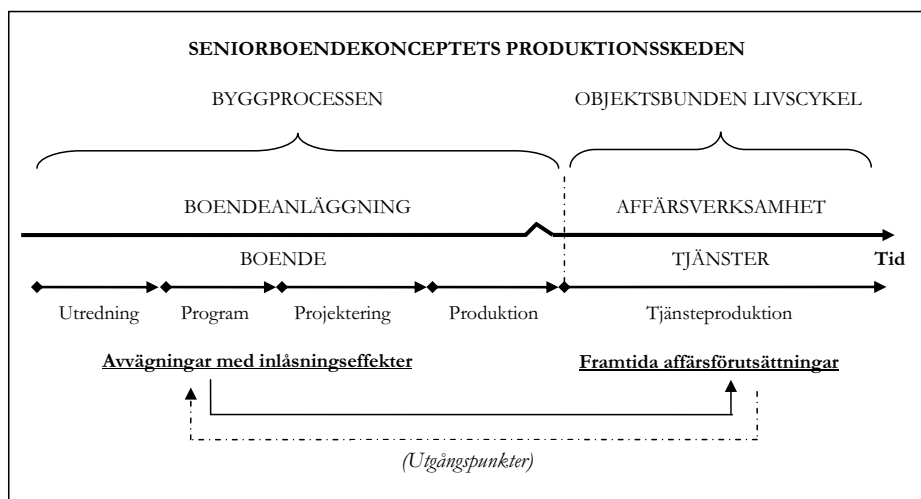 SENIORBOENDEKONCEPTETS PRODUKTIONSSKEDEN
BYGGPROCESSEN OBJEKTSBUNDEN LIVSCYKEL
BOENDEANLÄGGNING AFFÄRSVERKSAMHET
BOENDE TJÄNSTER Tid
Utredning Program Projektering Produktion Tjänsteproduktion
Avvägningar med inlåsningseffekter Framtida affärsförutsättningar
(Utgångspunkter)